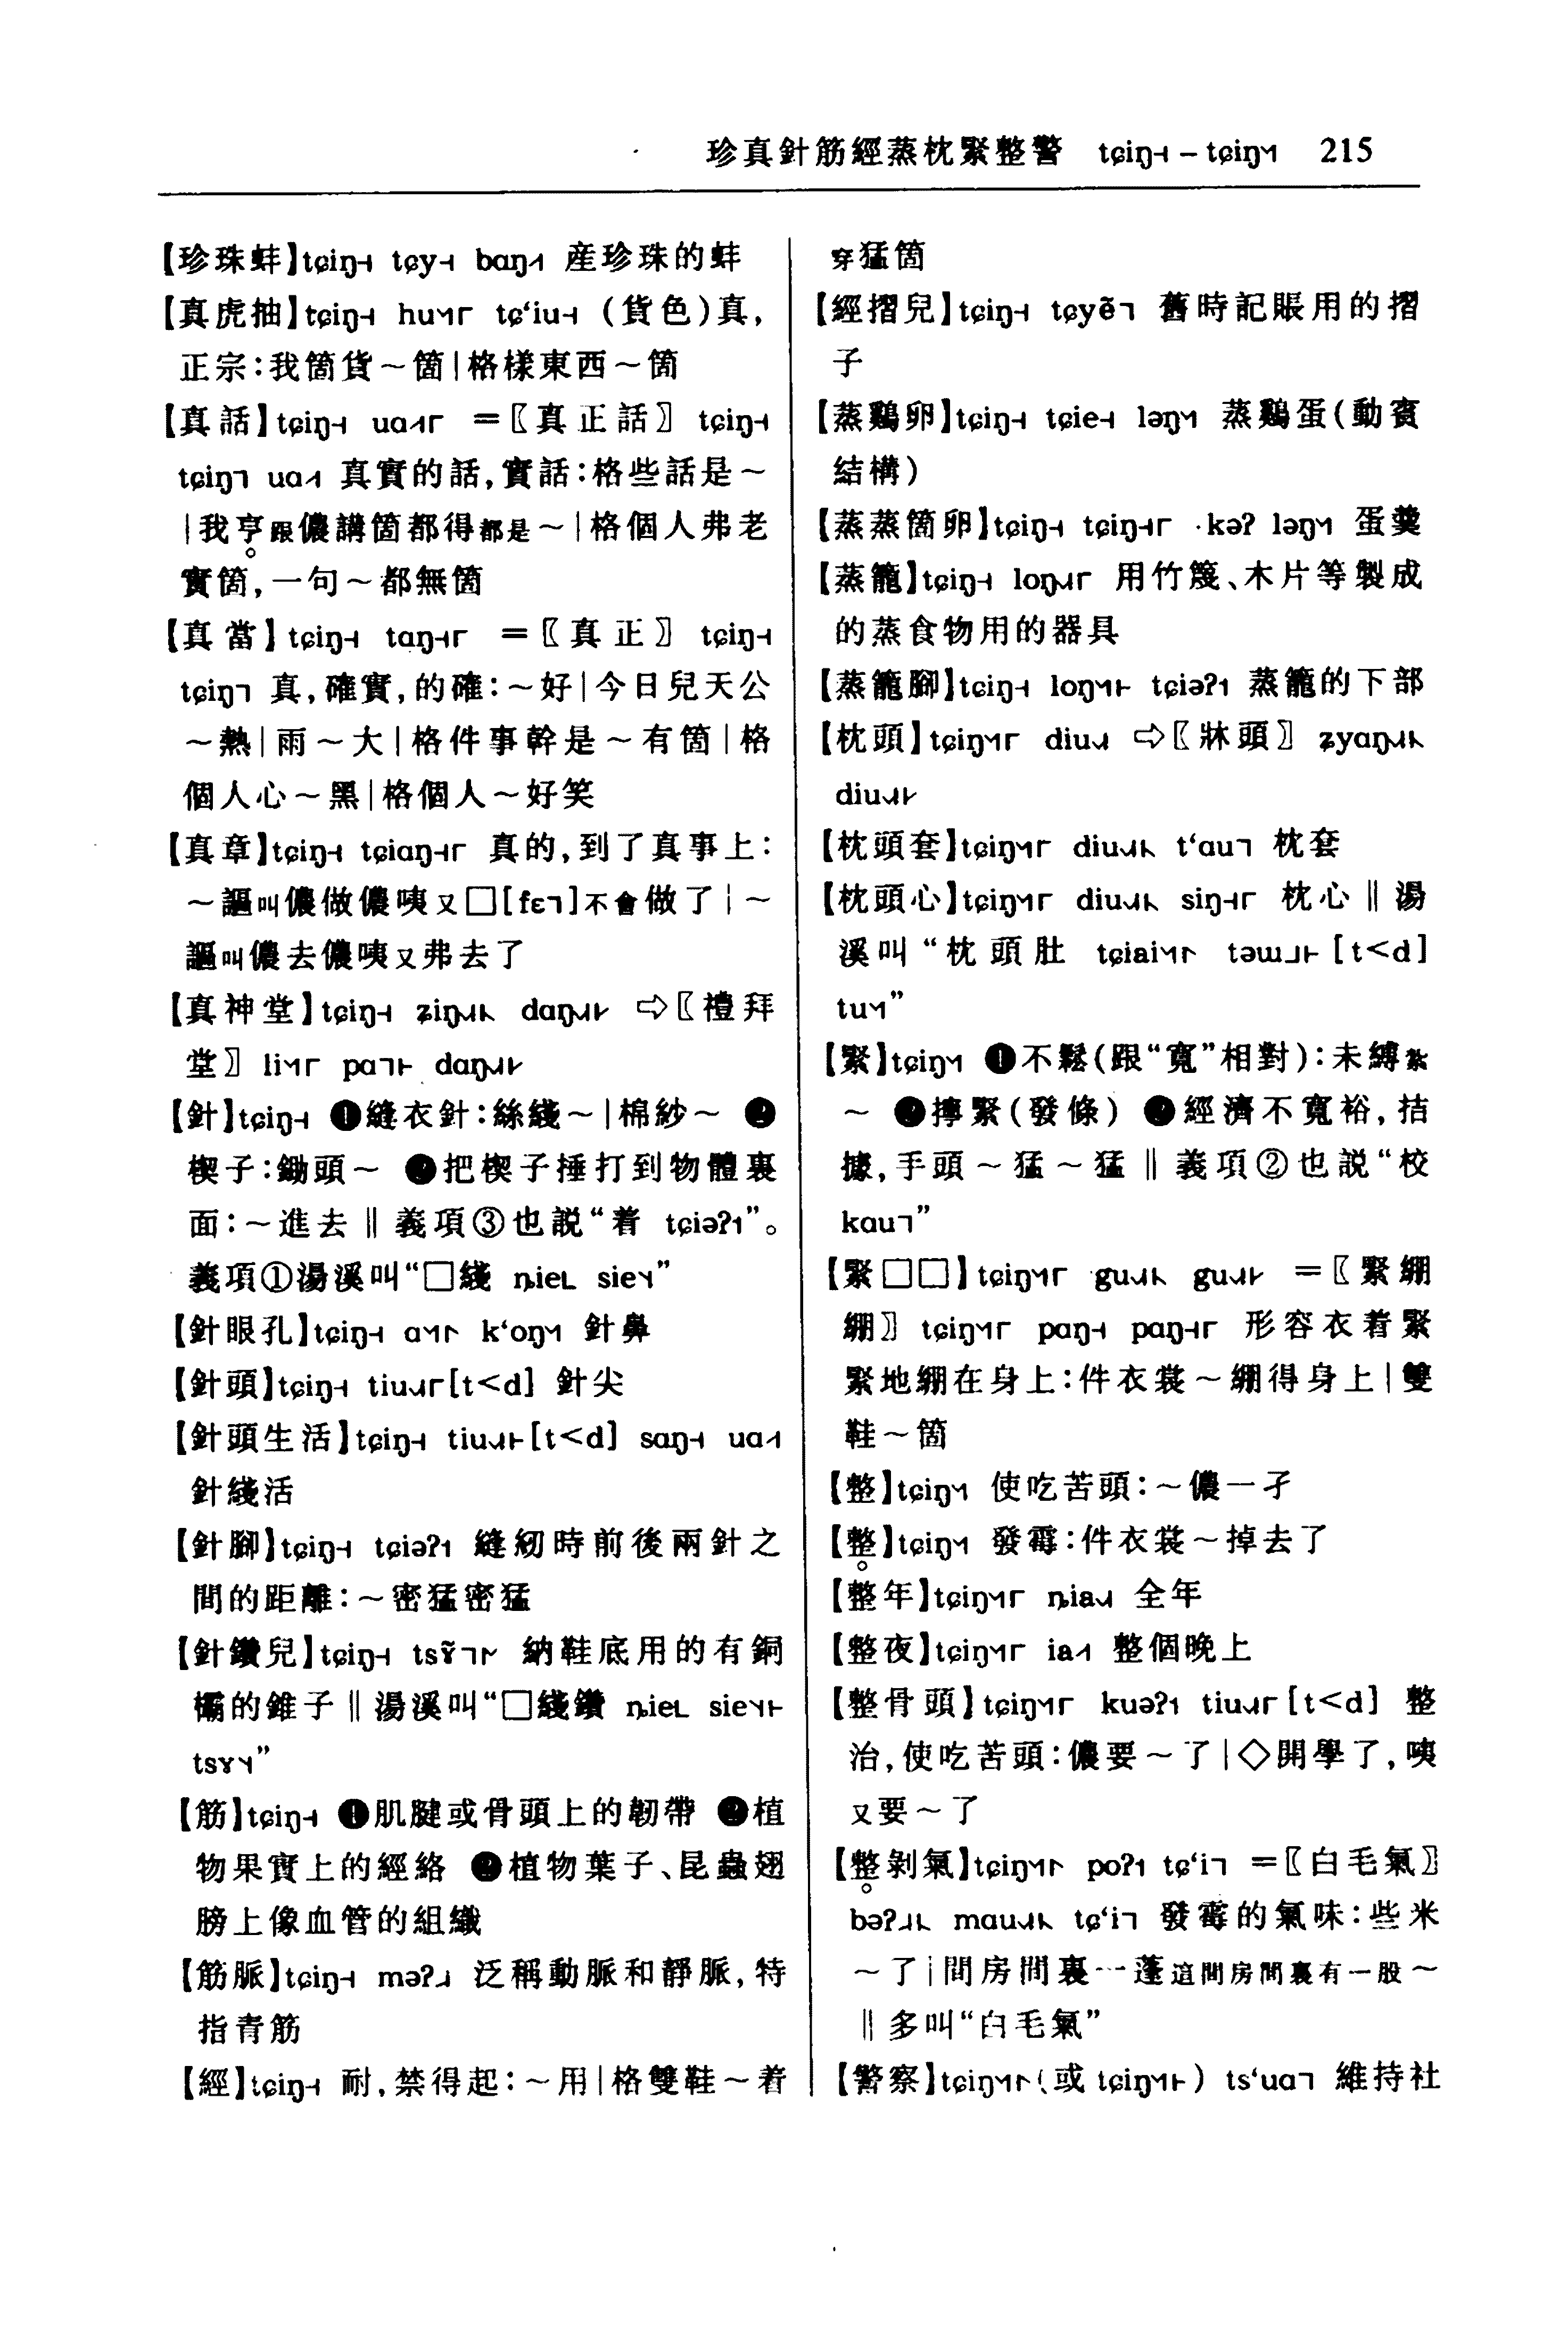 珍真針筋經蒸枕緊整警 tɕiŋ˧ – tɕiŋ 215
【珍珠蚌】tɕiŋ˧ tɕy˧ baŋ 産珍珠的蚌
【真虎抽】tɕiŋ˧ hu tɕ‘iu˧ (貨色)真,
正宗:我箇貨～箇|格樣東西～箇
【真話】tɕiŋ˧ uɑ =〖真正話〗 tɕiŋ˧
tɕiŋ˥ uɑ 真實的話,實話:格些話是～
|我亨跟儂講箇都得都是～|格個人弗老
實箇,一句～都無箇
【真當】tɕiŋ˧ tɑŋ =〖真正〗 tɕiŋ˧
tɕiŋ˥ 真,確實,的確:～好|今日兒天公
～熱|雨～大|格件事幹是～有箇|格
個人心～黑|格個人～好笑
【真章】tɕiŋ˧ tɕiɑŋ 真的,到了真事上:
～謳叫儂做儂咦又□[fɛ˥]不會做了|～
謳叫儂去儂咦又弗去了
【真神堂】tɕiŋ˧ ʑiŋ dɑŋ ⇨〖禮拜
堂〗 li pɑ dɑŋ
【針】tɕiŋ˧ ❶縫衣針:絲綫～|棉紗～ ❷
楔子:鋤頭～ ❸把楔子捶打到物體裏
面:～進去‖義項③也説“着 tɕiəʔ”。
義項①湯溪叫“□綫 ȵie sie”
【針眼孔】tɕiŋ˧ ɑ k‘oŋ 針鼻
【針頭】tɕiŋ˧ tiu[t<d] 針尖
【針頭生活】tɕiŋ˧ tiu[t<d] sɑŋ˧ uɑ
針綫活
【針腳】tɕiŋ˧ tɕiəʔ 縫紉時前後兩針之
間的距離:～密猛密猛
【針鑽兒】tɕiŋ˧ tsɤ̃ 納鞋底用的有銅
欛的錐子‖湯溪叫“□綫鑽 ȵie sie
tsɤ”
【筋】tɕiŋ˧ ❶肌腱或骨頭上的韌帶 ❷植
物果實上的經絡 ❸植物葉子、昆蟲翅
膀上像血管的組織
【筋脈】tɕiŋ˧ məʔ 泛稱動脈和靜脈,特
指青筋
【經】tɕiŋ˧ 耐,禁得起:～用|格雙鞋～着
穿猛箇
【經摺兒】tɕiŋ˧ tɕyẽ˥ 舊時記賬用的摺
子
【蒸鷄卵】tɕiŋ˧ tɕie˧ ləŋ 蒸鷄蛋(動賓
結構)
【蒸蒸箇卵】tɕiŋ˧ tɕiŋ ·kəʔ ləŋ 蛋羹
【蒸籠】tɕiŋ˧ loŋ 用竹篾、木片等製成
的蒸食物用的器具
【蒸籠腳】tɕiŋ˧ loŋ tɕiəʔ 蒸籠的下部
【枕頭】tɕiŋ diu ⇨〖牀頭〗 ʑyɑŋ
diu
【枕頭套】tɕiŋ diu t‘ɑu˥ 枕套
【枕頭心】tɕiŋ diu siŋ 枕心‖湯
溪叫“枕頭肚 tɕiai təɯ[t<d]
tu”
【緊】tɕiŋ ❶不鬆(跟“寬”相對):未縛紮
～ ❷擰緊(發條) ❸經濟不寬裕,拮
據,手頭～猛～猛‖義項②也説“校
kɑu˥”
【緊□□】tɕiŋ gu gu =〖緊綳
綳〗 tɕiŋ pɑŋ˧ pɑŋ 形容衣着緊
緊地綳在身上:件衣裳～綳得身上|雙
鞋～箇
【整】tɕiŋ 使吃苦頭:～儂一孑
【整】tɕiŋ 發霉:件衣裳～掉去了
【整年】tɕiŋ ȵia 全年
【整夜】tɕiŋ iɑ 整個晚上
【整骨頭】tɕiŋ kuəʔ tiu[t<d] 整
治,使吃苦頭:儂要～了|◇開學了,咦
又要～了
【整剝氣】tɕiŋ poʔ tɕ‘i˥ =〖白毛氣〗
bəʔ mɑu tɕ‘i˥ 發霉的氣味:些米
～了|間房間裏一蓬這間房間裏有一股～
‖多叫“白毛氣”
【警察】tɕiŋ(或 tɕiŋ) ts‘uɑ˥ 維持社